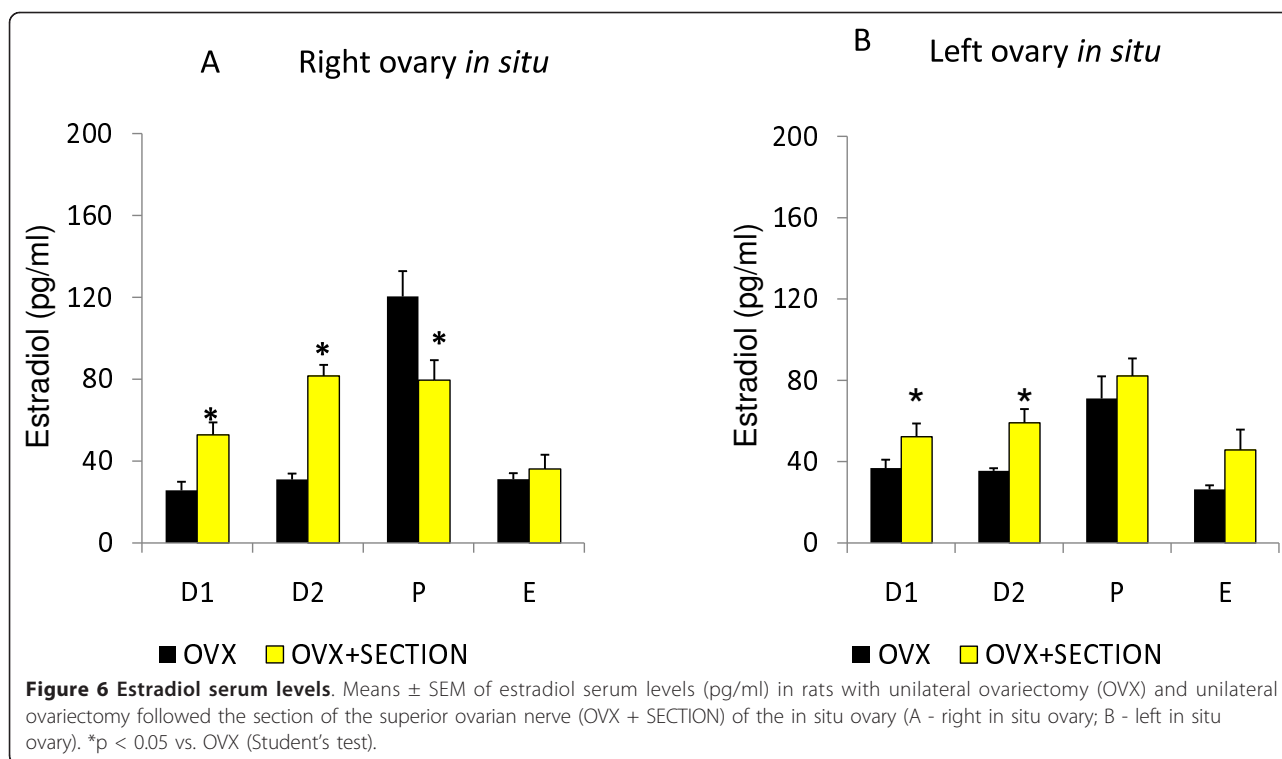 A Right ovary in situ
200
160
120
80
40
0
Estradiol (pg/ml)
*
*
*
D1 D2 P E
OVX OVX+SECTION
B Left ovary in situ
200
160
120
80
40
0
Estradiol (pg/ml)
*
*
D1 D2 P E
OVX OVX+SECTION
Figure 6 Estradiol serum levels. Means ± SEM of estradiol serum levels (pg/ml) in rats with unilateral ovariectomy (OVX) and unilateral
ovariectomy followed the section of the superior ovarian nerve (OVX + SECTION) of the in situ ovary (A - right in situ ovary; B - left in situ
ovary). *p < 0.05 vs. OVX (Student's test).